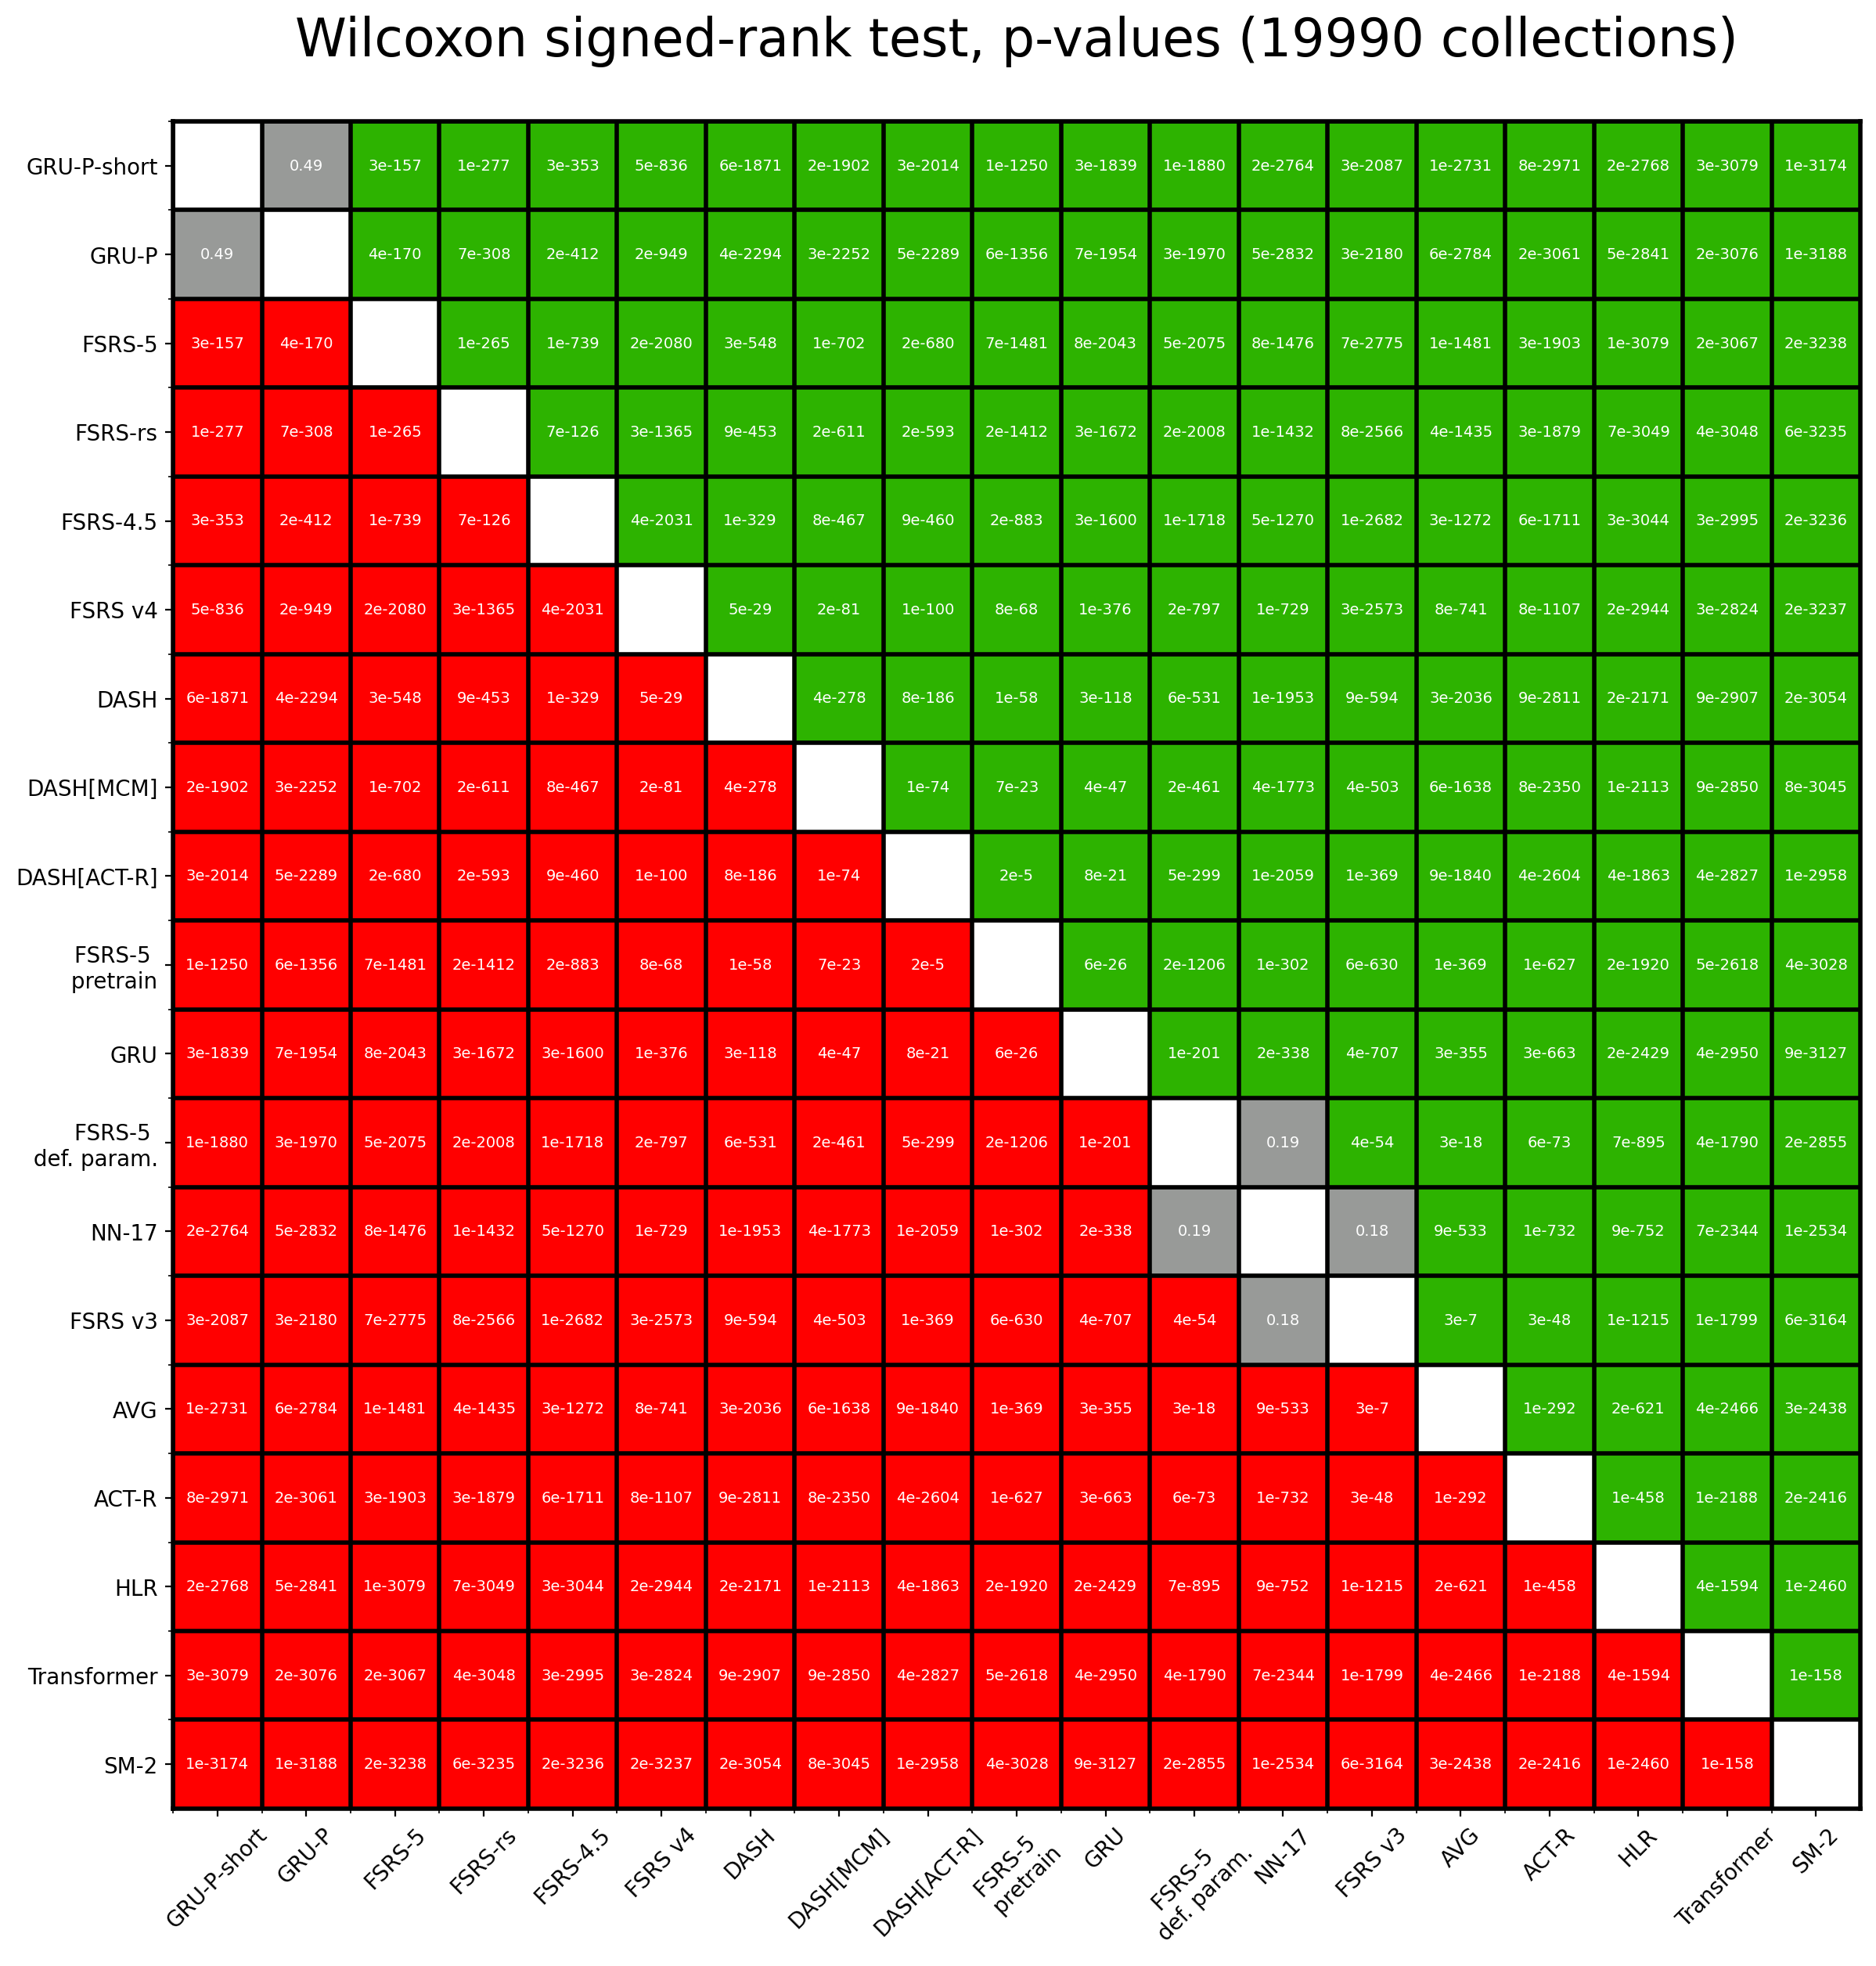 Wilcoxon signed-rank test, p-values (19990 collections)
GRU-P-short 0.49 3e-157 1e-277 3e-353 5e-836 6e-1871 2e-1902 3e-2014 1e-1250 3e-1839 1e-1880 2e-2764 3e-2087 1e-2731 8e-2971 2e-2768 3e-3079 1e-3174
GRU-P 0.49 4e-170 7e-308 2e-412 2e-949 4e-2294 3e-2252 5e-2289 6e-1356 7e-1954 3e-1970 5e-2832 3e-2180 6e-2784 2e-3061 5e-2841 2e-3076 1e-3188
FSRS-5 3e-157 4e-170 1e-265 1e-739 2e-2080 3e-548 1e-702 2e-680 7e-1481 8e-2043 5e-2075 8e-1476 7e-2775 1e-1481 3e-1903 1e-3079 2e-3067 2e-3238
FSRS-rs 1e-277 7e-308 1e-265 7e-126 3e-1365 9e-453 2e-611 2e-593 2e-1412 3e-1672 2e-2008 1e-1432 8e-2566 4e-1435 3e-1879 7e-3049 4e-3048 6e-3235
FSRS-4.5 3e-353 2e-412 1e-739 7e-126 4e-2031 1e-329 8e-467 9e-460 2e-883 3e-1600 1e-1718 5e-1270 1e-2682 3e-1272 6e-1711 3e-3044 3e-2995 2e-3236
FSRS v4 5e-836 2e-949 2e-2080 3e-1365 4e-2031 5e-29 2e-81 1e-100 8e-68 1e-376 2e-797 1e-729 3e-2573 8e-741 8e-1107 2e-2944 3e-2824 2e-3237
DASH 6e-1871 4e-2294 3e-548 9e-453 1e-329 5e-29 4e-278 8e-186 1e-58 3e-118 6e-531 1e-1953 9e-594 3e-2036 9e-2811 2e-2171 9e-2907 2e-3054
DASH[MCM] 2e-1902 3e-2252 1e-702 2e-611 8e-467 2e-81 4e-278 1e-74 7e-23 4e-47 2e-461 4e-1773 4e-503 6e-1638 8e-2350 1e-2113 9e-2850 8e-3045
DASH[ACT-R] 3e-2014 5e-2289 2e-680 2e-593 9e-460 1e-100 8e-186 1e-74 2e-5 8e-21 5e-299 1e-2059 1e-369 9e-1840 4e-2604 4e-1863 4e-2827 1e-2958
FSRS-5
pretrain 1e-1250 6e-1356 7e-1481 2e-1412 2e-883 8e-68 1e-58 7e-23 2e-5 6e-26 2e-1206 1e-302 6e-630 1e-369 1e-627 2e-1920 5e-2618 4e-3028
GRU 3e-1839 7e-1954 8e-2043 3e-1672 3e-1600 1e-376 3e-118 4e-47 8e-21 6e-26 1e-201 2e-338 4e-707 3e-355 3e-663 2e-2429 4e-2950 9e-3127
FSRS-5
def. param. 1e-1880 3e-1970 5e-2075 2e-2008 1e-1718 2e-797 6e-531 2e-461 5e-299 2e-1206 1e-201 0.19 4e-54 3e-18 6e-73 7e-895 4e-1790 2e-2855
NN-17 2e-2764 5e-2832 8e-1476 1e-1432 5e-1270 1e-729 1e-1953 4e-1773 1e-2059 1e-302 2e-338 0.19 0.18 9e-533 1e-732 9e-752 7e-2344 1e-2534
FSRS v3 3e-2087 3e-2180 7e-2775 8e-2566 1e-2682 3e-2573 9e-594 4e-503 1e-369 6e-630 4e-707 4e-54 0.18 3e-7 3e-48 1e-1215 1e-1799 6e-3164
AVG 1e-2731 6e-2784 1e-1481 4e-1435 3e-1272 8e-741 3e-2036 6e-1638 9e-1840 1e-369 3e-355 3e-18 9e-533 3e-7 1e-292 2e-621 4e-2466 3e-2438
ACT-R 8e-2971 2e-3061 3e-1903 3e-1879 6e-1711 8e-1107 9e-2811 8e-2350 4e-2604 1e-627 3e-663 6e-73 1e-732 3e-48 1e-292 1e-458 1e-2188 2e-2416
HLR 2e-2768 5e-2841 1e-3079 7e-3049 3e-3044 2e-2944 2e-2171 1e-2113 4e-1863 2e-1920 2e-2429 7e-895 9e-752 1e-1215 2e-621 1e-458 4e-1594 1e-2460
Transformer 3e-3079 2e-3076 2e-3067 4e-3048 3e-2995 3e-2824 9e-2907 9e-2850 4e-2827 5e-2618 4e-2950 4e-1790 7e-2344 1e-1799 4e-2466 1e-2188 4e-1594 1e-158
SM-2 1e-3174 1e-3188 2e-3238 6e-3235 2e-3236 2e-3237 2e-3054 8e-3045 1e-2958 4e-3028 9e-3127 2e-2855 1e-2534 6e-3164 3e-2438 2e-2416 1e-2460 1e-158
GRU-P-short
GRU-P
FSRS-5
FSRS-rs
FSRS-4.5
FSRS v4
DASH
DASH[MCM]
DASH[ACT-R]
FSRS-5
pretrain
GRU
FSRS-5
def. param.
NN-17
FSRS v3
AVG
ACT-R
HLR
Transformer
SM-2